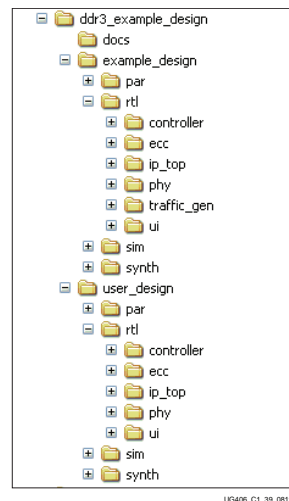 ddr3_example_design
docs
example_design
par
rtl
controller
ecc
ip_top
phy
traffic_gen
ui
sim
synth
user_design
par
rtl
controller
ecc
ip_top
phy
ui
sim
synth
UG406_C1_39_081